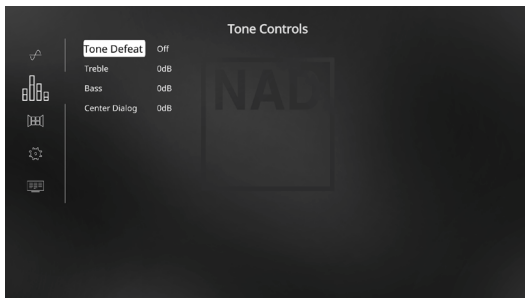 Tone Controls
Tone Defeat Off
Treble 0dB
Bass 0dB
Center Dialog 0dB
NAD